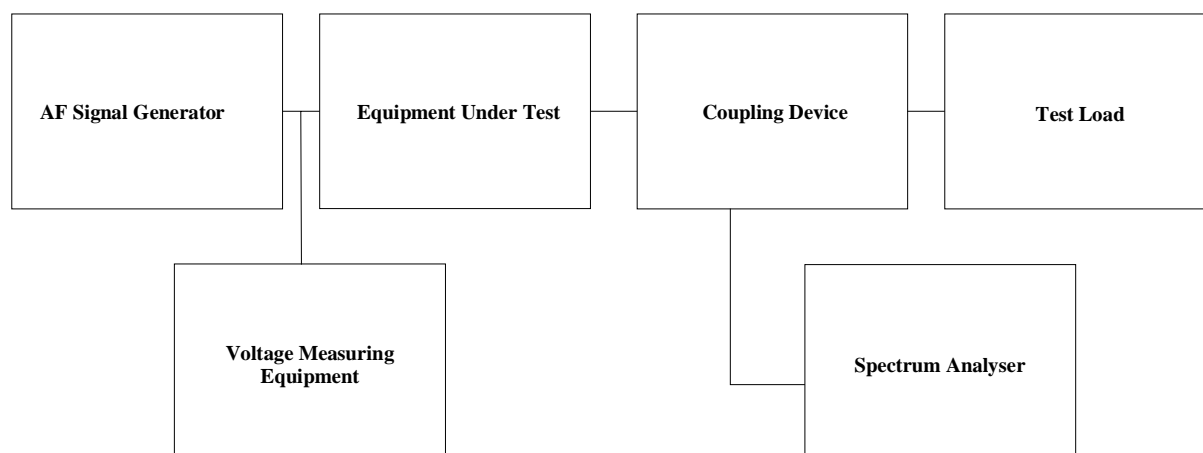 AF Signal Generator
Equipment Under Test
Coupling Device
Test Load
Voltage Measuring
Equipment
Spectrum Analyser